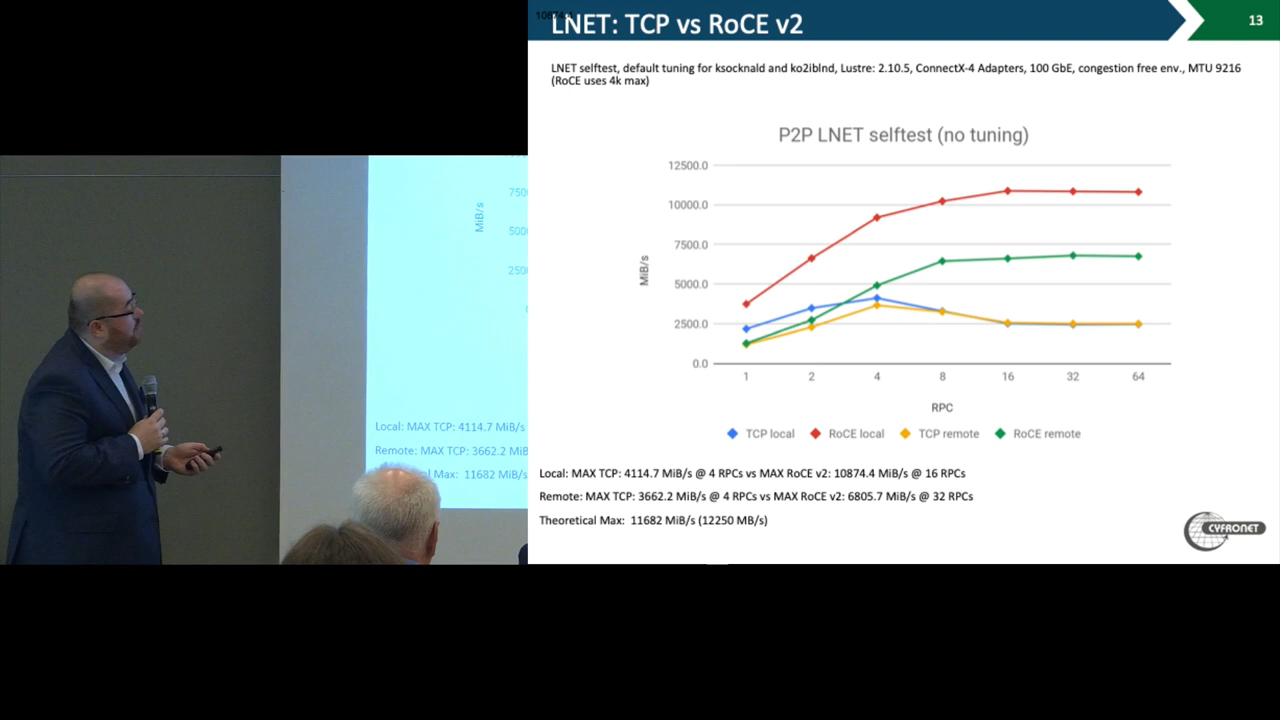 LNET: TCP vs RoCE v2
13
LNET selftest, default tuning for ksocknald and ko2iblnd, Lustre: 2.10.5, ConnectX-4 Adapters, 100 GbE, congestion free env., MTU 9216
(RoCE uses 4k max)
P2P LNET selftest (no tuning)
12500.0
10000.0
7500.0
5000.0
2500.0
0.0
MiB/s
1 2 4 8 16 32 64
RPC
TCP local RoCE local TCP remote RoCE remote
Local: MAX TCP: 4114.7 MiB/s @ 4 RPCs vs MAX RoCE v2: 10874.4 MiB/s @ 16 RPCs
Remote: MAX TCP: 3662.2 MiB/s @ 4 RPCs vs MAX RoCE v2: 6805.7 MiB/s @ 32 RPCs
Theoretical Max: 11682 MiB/s (12250 MB/s)
CYFRONET
MiB/s
Local: MAX TCP: 4114.7 MiB/s
Remote: MAX TCP: 3662.2 MiB
Max: 11682 MiB/s